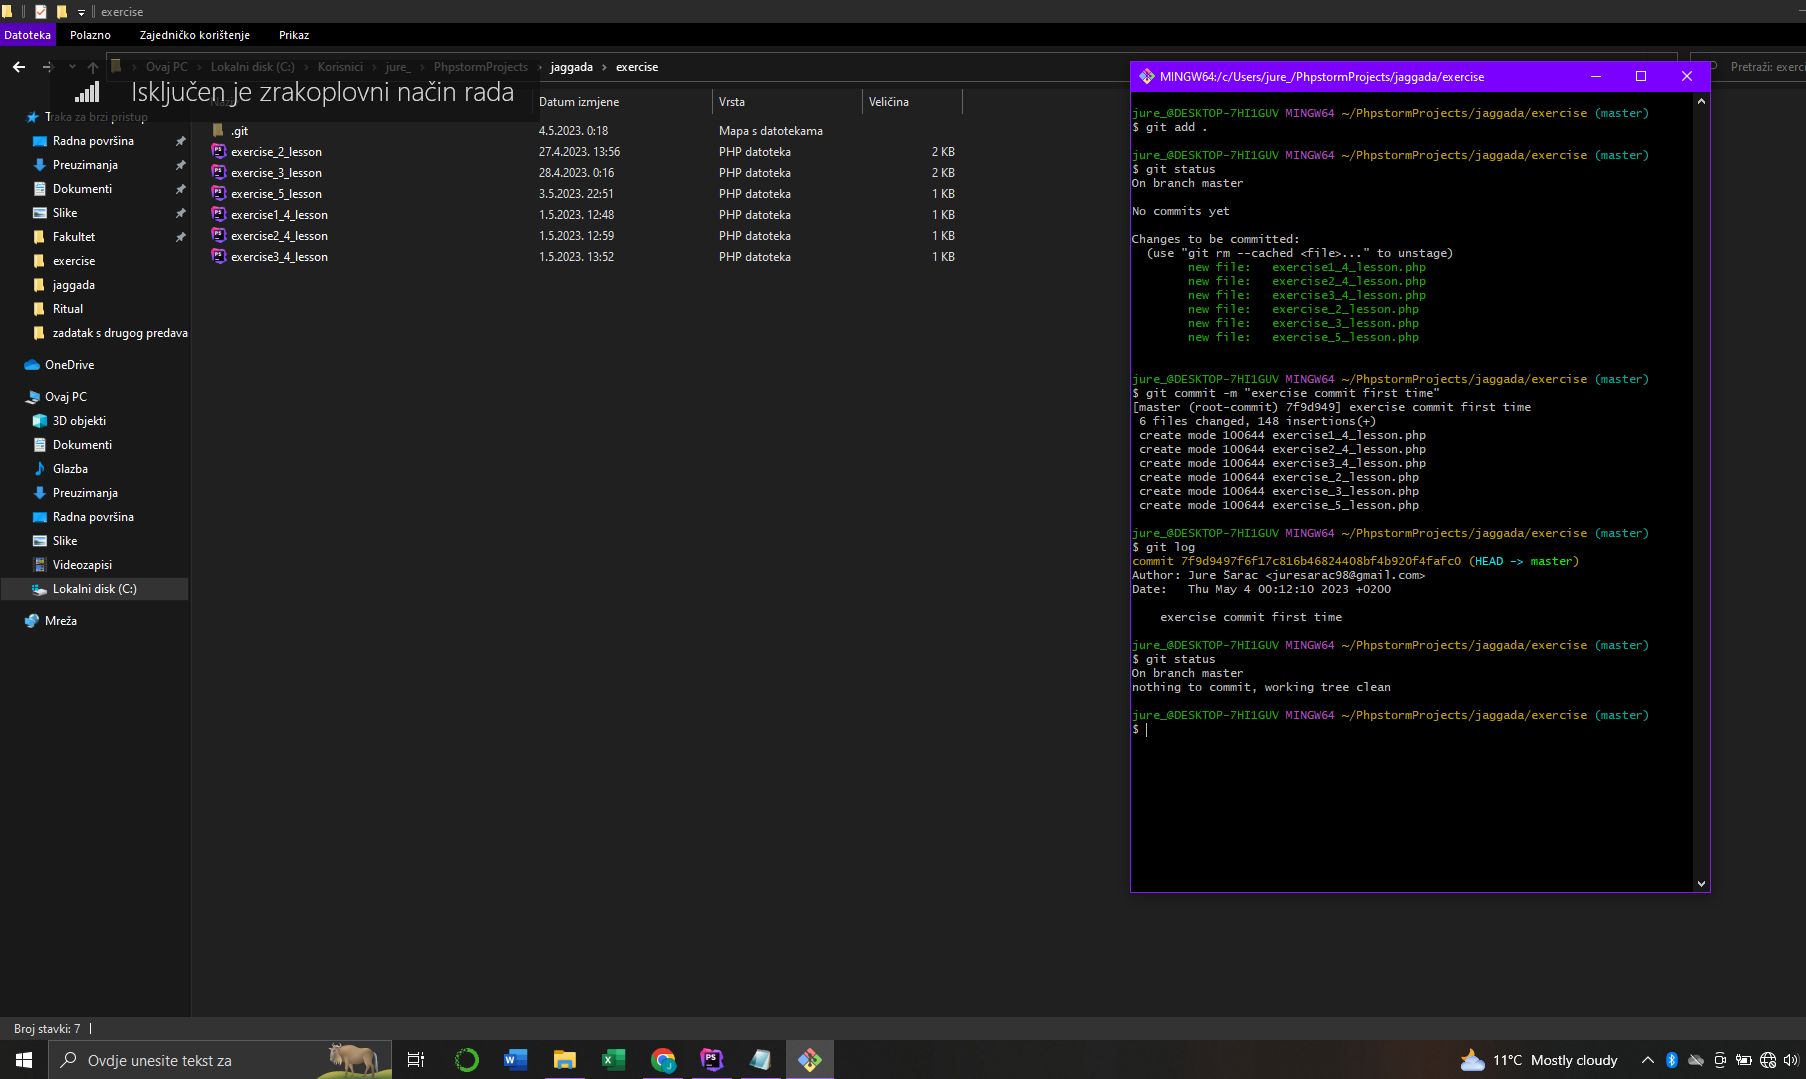 exercise
Datoteka Polazno Zajedničko korištenje Prikaz
Ovaj PC › Lokalni disk (C:) › Korisnici › jure_ › PhpstormProjects › jaggada › exercise
Pretraži: exerci
Isključen je zrakoplovni način rada
Datum izmjene Vrsta Veličina
Traka za brzi pristup
Radna površina
Preuzimanja
Dokumenti
Slike
Fakultet
exercise
jaggada
Ritual
zadatak s drugog predava
OneDrive
Ovaj PC
3D objekti
Dokumenti
Glazba
Preuzimanja
Radna površina
Slike
Videozapisi
Lokalni disk (C:)
Mreža
.git 4.5.2023. 0:18 Mapa s datotekama
exercise_2_lesson 27.4.2023. 13:56 PHP datoteka 2 KB
exercise_3_lesson 28.4.2023. 0:16 PHP datoteka 2 KB
exercise_5_lesson 3.5.2023. 22:51 PHP datoteka 1 KB
exercise1_4_lesson 1.5.2023. 12:48 PHP datoteka 1 KB
exercise2_4_lesson 1.5.2023. 12:59 PHP datoteka 1 KB
exercise3_4_lesson 1.5.2023. 13:52 PHP datoteka 1 KB
MINGW64:/c/Users/jure_/PhpstormProjects/jaggada/exercise
jure_@DESKTOP-7HI1GUV MINGW64 ~/PhpstormProjects/jaggada/exercise (master)
$ git add .
jure_@DESKTOP-7HI1GUV MINGW64 ~/PhpstormProjects/jaggada/exercise (master)
$ git status
On branch master
No commits yet
Changes to be committed:
(use "git rm --cached <file>..." to unstage)
new file: exercise1_4_lesson.php
new file: exercise2_4_lesson.php
new file: exercise3_4_lesson.php
new file: exercise_2_lesson.php
new file: exercise_3_lesson.php
new file: exercise_5_lesson.php
jure_@DESKTOP-7HI1GUV MINGW64 ~/PhpstormProjects/jaggada/exercise (master)
$ git commit -m "exercise commit first time"
[master (root-commit) 7f9d949] exercise commit first time
6 files changed, 148 insertions(+)
create mode 100644 exercise1_4_lesson.php
create mode 100644 exercise2_4_lesson.php
create mode 100644 exercise3_4_lesson.php
create mode 100644 exercise_2_lesson.php
create mode 100644 exercise_3_lesson.php
create mode 100644 exercise_5_lesson.php
jure_@DESKTOP-7HI1GUV MINGW64 ~/PhpstormProjects/jaggada/exercise (master)
$ git log
commit 7f9d9497f6f17c816b46824408bf4b920f4fafc0 (HEAD -> master)
Author: Jure Šarac <juresarac98@gmail.com>
Date: Thu May 4 00:12:10 2023 +0200
exercise commit first time
jure_@DESKTOP-7HI1GUV MINGW64 ~/PhpstormProjects/jaggada/exercise (master)
$ git status
On branch master
nothing to commit, working tree clean
jure_@DESKTOP-7HI1GUV MINGW64 ~/PhpstormProjects/jaggada/exercise (master)
$
Broj stavki: 7
Ovdje unesite tekst za
11°C Mostly cloudy